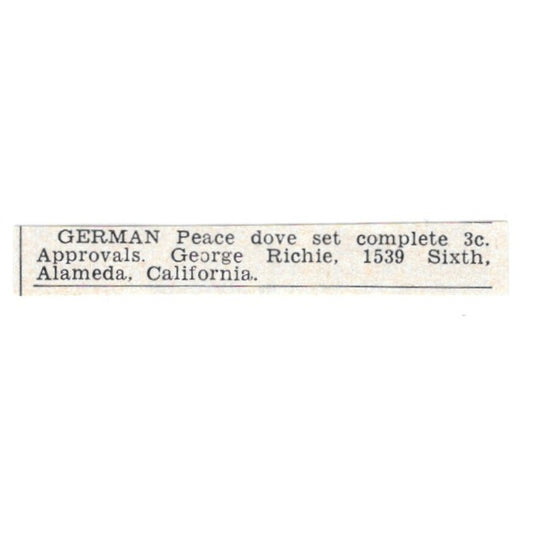 GERMAN Peace dove set complete 3c.
Approvals. George Richie, 1539 Sixth,
Alameda, California.